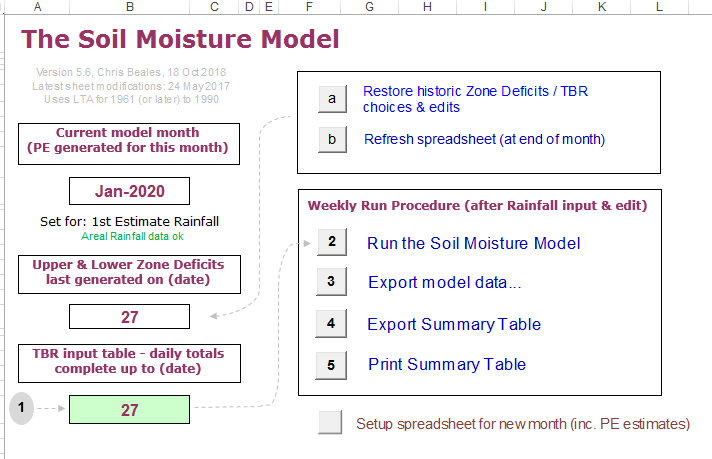 A B C D E F G H I J K L
The Soil Moisture Model
Version 5.6, Chris Beales, 18 Oct 2018
Latest sheet modifications: 24 May 2017
Uses LTA for 1961 (or later) to 1990
Current model month
(PE generated for this month)
Jan-2020
Set for: 1st Estimate Rainfall
Areal Rainfall data ok
Upper & Lower Zone Deficits
last generated on (date)
27
TBR input table - daily totals
complete up to (date)
1
27
a
Restore historic Zone Deficits / TBR
choices & edits
b
Refresh spreadsheet (at end of month)
Weekly Run Procedure (after Rainfall input & edit)
2
Run the Soil Moisture Model
3
Export model data...
4
Export Summary Table
5
Print Summary Table
Setup spreadsheet for new month (inc. PE estimates)